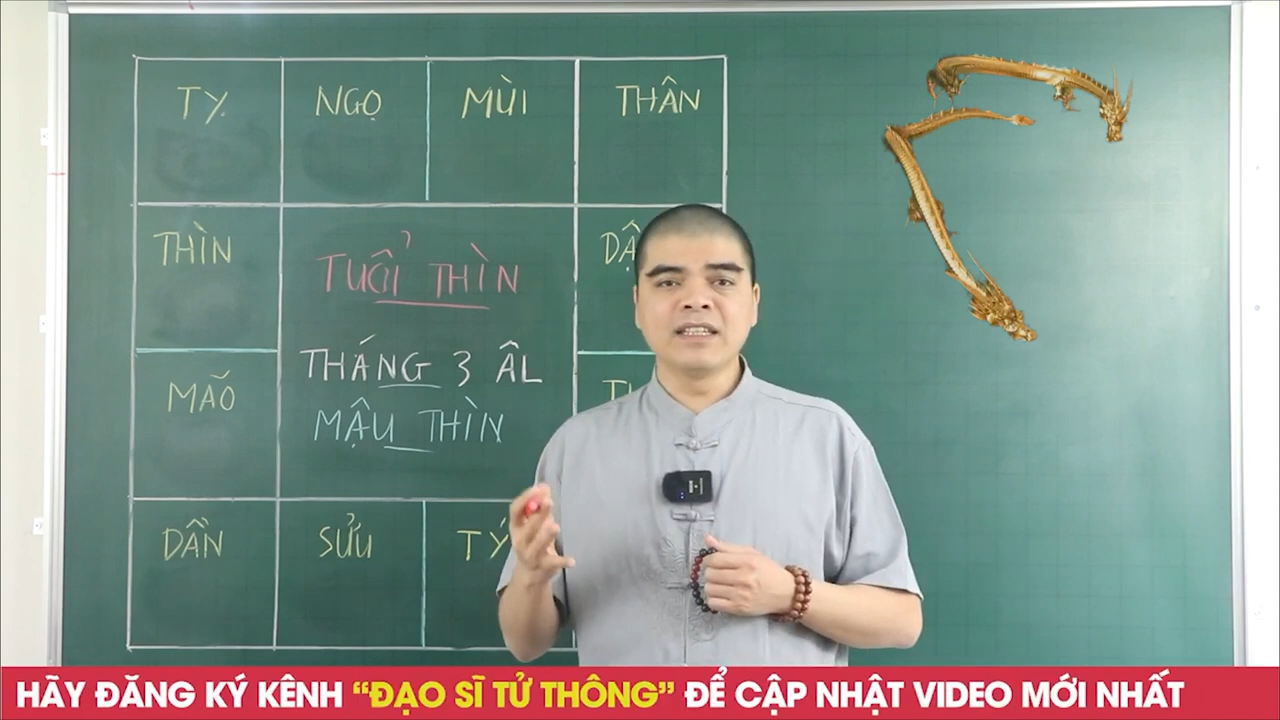 TỴ NGỌ MÙI THÂN
THÌN
TUỔI THÌN
THÁNG 3 ÂL
MẬU THÌN
MÃO
DẦN SỬU TÝ
HÃY ĐĂNG KÝ KÊNH “ĐẠO SĨ TỬ THÔNG” ĐỂ CẬP NHẬT VIDEO MỚI NHẤT